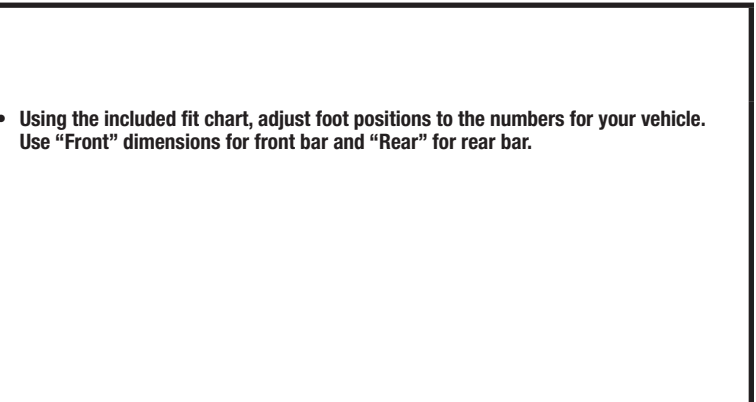 • Using the included fit chart, adjust foot positions to the numbers for your vehicle.
Use “Front” dimensions for front bar and “Rear” for rear bar.